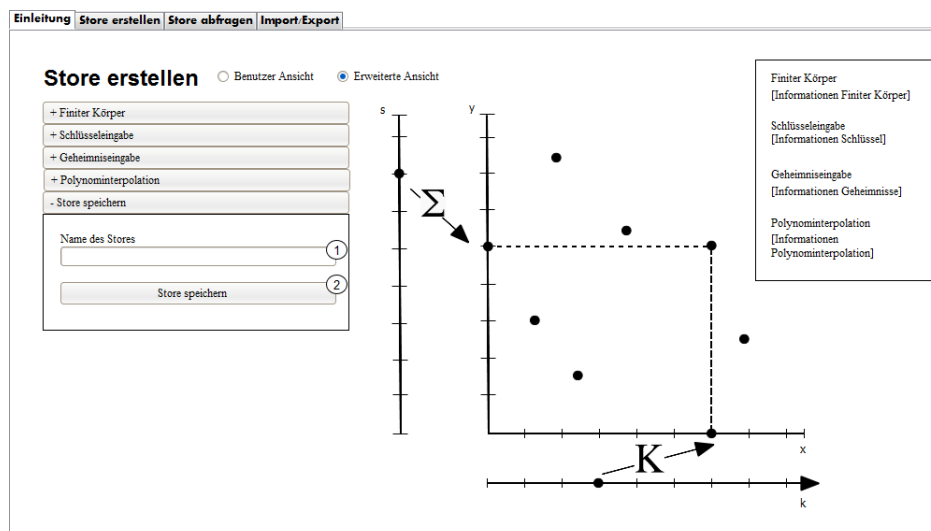 Einleitung
Store erstellen
Store abfragen
Import/Export
Store erstellen
Benutzer Ansicht
Erweiterte Ansicht
+ Finiter Körper
+ Schlüsseleingabe
+ Geheimniseingabe
+ Polynominterpolation
- Store speichern
Name des Stores
1
Store speichern
2
s
y
Σ
x
K
k
Finiter Körper
[Informationen Finiter Körper]
Schlüsseleingabe
[Informationen Schlüssel]
Geheimniseingabe
[Informationen Geheimnisse]
Polynominterpolation
[Informationen
Polynominterpolation]